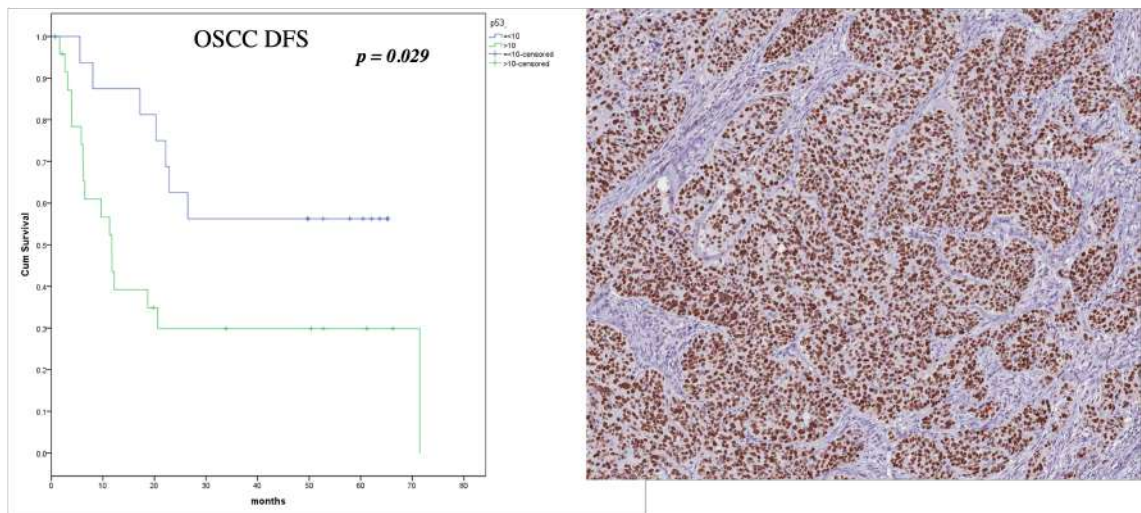 OSCC DFS
p = 0.029
p53_
=<10
>10
=<10-censored
>10-censored
Cum Survival
1.0
0.9
0.8
0.7
0.6
0.5
0.4
0.3
0.2
0.1
0.0
0 10 20 30 40 50 60 70 80
months